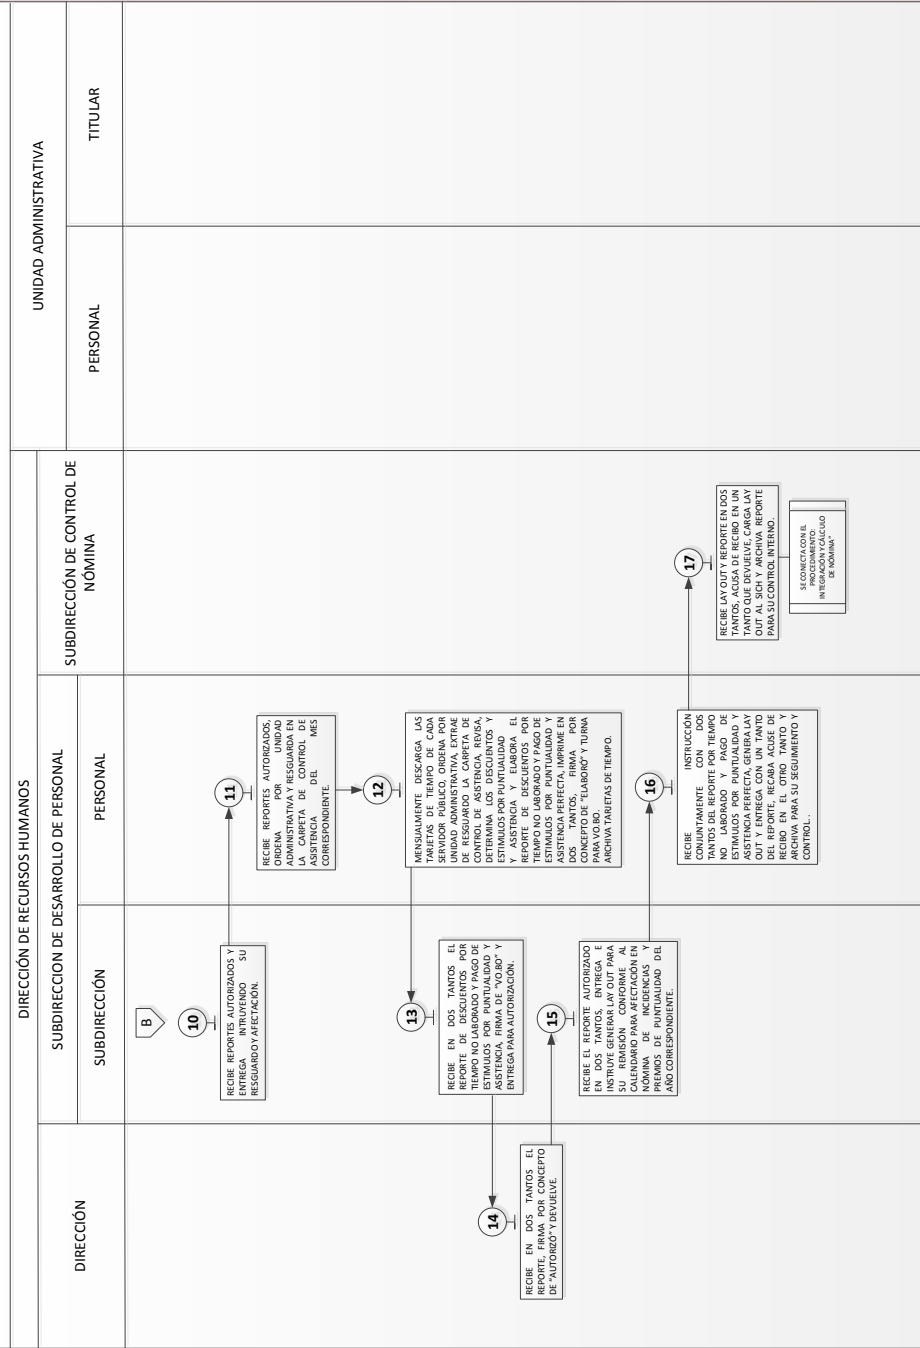 DIRECCIÓN DE RECURSOS HUMANOS
UNIDAD ADMINISTRATIVA
DIRECCIÓN
SUBDIRECCION DE DESARROLLO DE PERSONAL
SUBDIRECCIÓN
PERSONAL
SUBDIRECCIÓN DE CONTROL DE
NÓMINA
PERSONAL
TITULAR
B
10
RECIBE REPORTES AUTORIZADOS Y
ENTREGA INTRUYENDO SU
RESGUARDO Y AFECTACIÓN.
11
RECIBE REPORTES AUTORIZADOS,
ORDENA POR UNIDAD
ADMINISTRATIVA Y RESGUARDA EN
LA CARPETA DE CONTROL DE
ASISTENCIA DEL MES
CORRESPONDIENTE.
12
MENSUALMENTE DESCARGA LAS
TARJETAS DE TIEMPO DE CADA
SERVIDOR PÚBLICO, ORDENA POR
UNIDAD ADMINISTRATIVA, EXTRAE
DE RESGUARDO LA CARPETA DE
CONTROL DE ASISTENCIA, REVISA,
DETERMINA LOS DESCUENTOS Y
ESTIMULOS POR PUNTUALIDAD
Y ASISTENCIA Y ELABORA EL
REPORTE DE DESCUENTOS POR
TIEMPO NO LABORADO Y PAGO DE
ESTIMULOS POR PUNTUALIDAD Y
ASISTENCIA PERFECTA, IMPRIME EN
DOS TANTOS, FIRMA POR
CONCEPTO DE "ELABORÓ" Y TURNA
PARA VO.BO.
ARCHIVA TARJETAS DE TIEMPO.
13
RECIBE EN DOS TANTOS EL
REPORTE DE DESCUENTOS POR
TIEMPO NO LABORADO Y PAGO DE
ESTIMULOS POR PUNTUALIDAD Y
ASISTENCIA, FIRMA DE "VO.BO" Y
ENTREGA PARA AUTORIZACIÓN.
14
RECIBE EN DOS TANTOS EL
REPORTE, FIRMA POR CONCEPTO
DE "AUTORIZÓ" Y DEVUELVE.
15
RECIBE EL REPORTE AUTORIZADO
EN DOS TANTOS, ENTREGA E
INSTRUYE GENERAR LAY OUT PARA
SU REMISIÓN CONFORME AL
CALENDARIO PARA AFECTACIÓN EN
NÓMINA DE INCIDENCIAS Y
PREMIOS DE PUNTUALIDAD DEL
AÑO CORRESPONDIENTE.
16
RECIBE INSTRUCCIÓN
CONJUNTAMENTE CON DOS
TANTOS DEL REPORTE POR TIEMPO
NO LABORADO Y PAGO DE
ESTIMULOS POR PUNTUALIDAD Y
ASISTENCIA PERFECTA, GENERA LAY
OUT Y ENTREGA CON UN TANTO
DEL REPORTE, RECABA ACUSE DE
RECIBO EN EL OTRO TANTO Y
ARCHIVA PARA SU SEGUIMIENTO Y
CONTROL .
17
RECIBE LAY OUT Y REPORTE EN DOS
TANTOS, ACUSA DE RECIBO EN UN
TANTO QUE DEVUELVE, CARGA LAY
OUT AL SICH Y ARCHIVA REPORTE
PARA SU CONTROL INTERNO.
SE CONECTA CON EL
PROCEDIMIENTO:
INTEGRACIÓN Y CÁLCULO
DE NÓMINA"